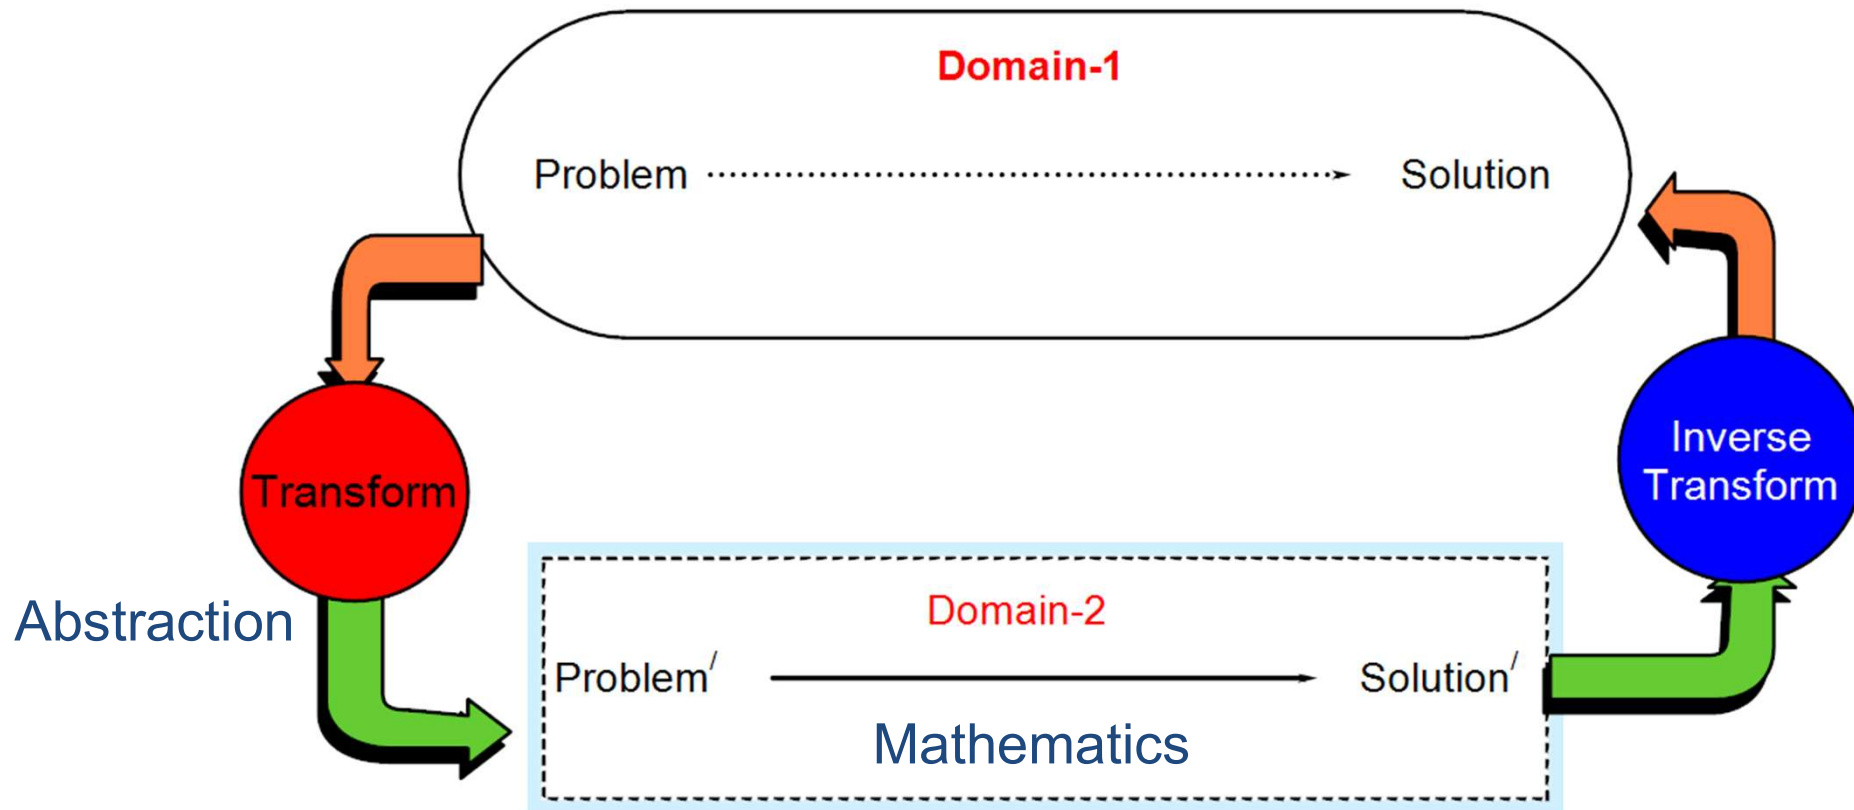 Domain-1
Problem
Solution
Transform
Inverse
Transform
Abstraction
Domain-2
Problem/
Solution/
Mathematics